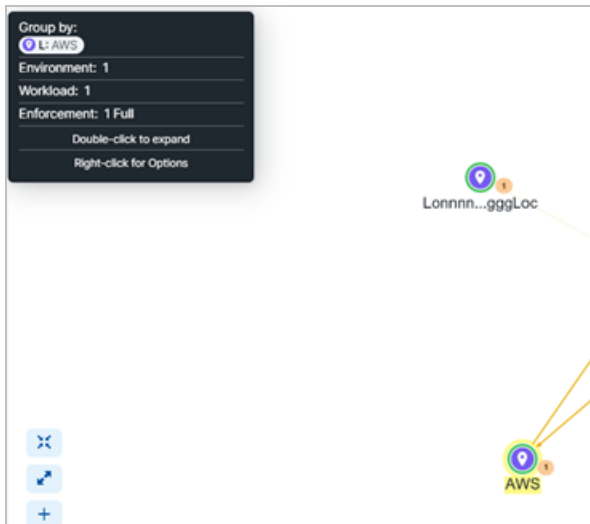 Group by:
L: AWS
Environment: 1
Workload: 1
Enforcement: 1 Full
Double-click to expand
Right-click for Options
1
Lonnnn...gggLoc
1
AWS
+